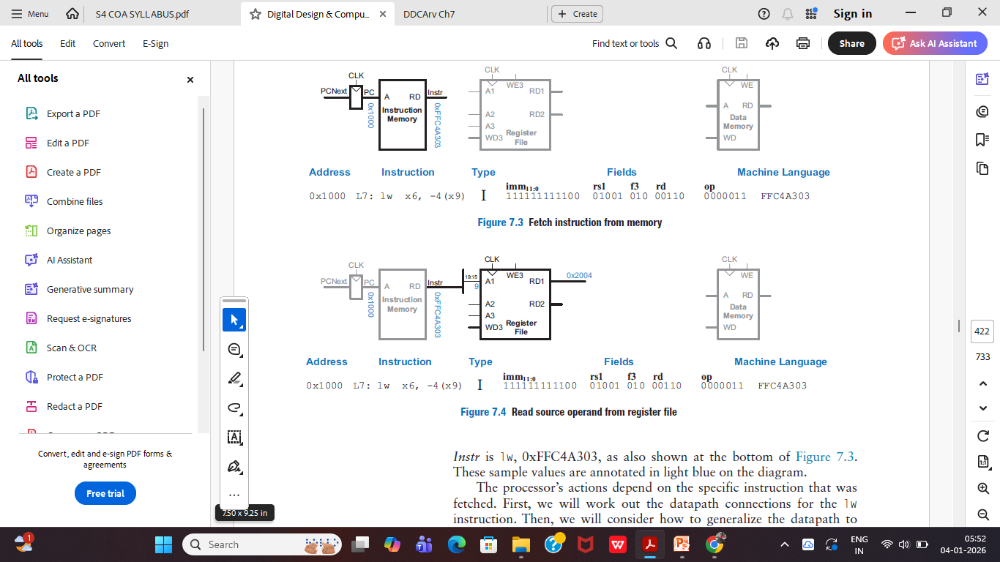 Menu
S4 COA SYLLABUS.pdf
Digital Design & Compu...
DDCArv Ch7
Create
Sign in
All tools
Edit
Convert
E-Sign
Find text or tools
Share
Ask AI Assistant
All tools
Export a PDF
Edit a PDF
Create a PDF
Combine files
Organize pages
AI Assistant
Generative summary
Request e-signatures
Scan & OCR
Protect a PDF
Redact a PDF
Convert, edit and e-sign PDF forms &
agreements
Free trial
7.50 x 9.25 in
CLK
PCNext
PC
0x1000
A RD
Instruction
Memory
Instr
0xFFC4A303
CLK
WE3
A1 RD1
A2 RD2
A3
WD3
Register
File
CLK
WE
A RD
Data
Memory
WD
Address Instruction Type Fields Machine Language
imm11:0 rs1 f3 rd op
0x1000 L7: lw x6, -4(x9) I 111111111100 01001 010 00110 0000011 FFC4A303
Figure 7.3 Fetch instruction from memory
CLK
PCNext
PC
0x1000
A RD
Instruction
Memory
Instr
0xFFC4A303
19:15
9
CLK
WE3
A1 RD1
0x2004
A2 RD2
A3
WD3
Register
File
CLK
WE
A RD
Data
Memory
WD
Address Instruction Type Fields Machine Language
imm11:0 rs1 f3 rd op
0x1000 L7: lw x6, -4(x9) I 111111111100 01001 010 00110 0000011 FFC4A303
Figure 7.4 Read source operand from register file
Instr is lw, 0xFFC4A303, as also shown at the bottom of Figure 7.3.
These sample values are annotated in light blue on the diagram.
The processor's actions depend on the specific instruction that was
fetched. First, we will work out the datapath connections for the lw
instruction. Then, we will consider how to generalize the datapath to
422
733
1:1
1
Search
ENG
IN
05:52
04-01-2026